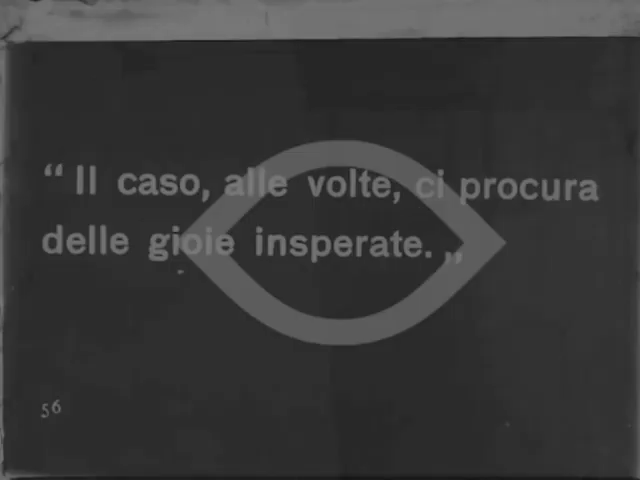 “ Il caso, alle volte, ci procura
delle gioie insperate. „
56